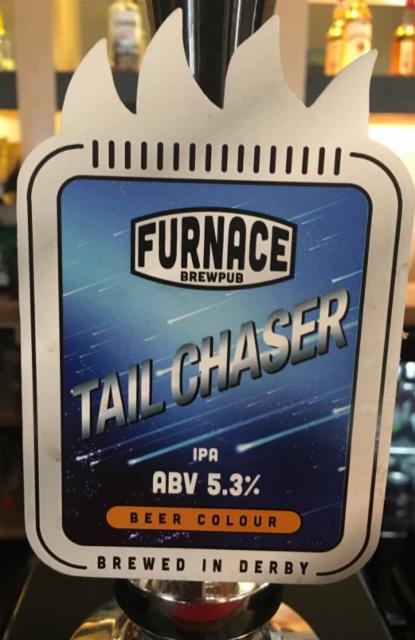 FURNACE
BREWPUB
TAIL CHASER
IPA
ABV 5.3%
BEER COLOUR
BREWED IN DERBY